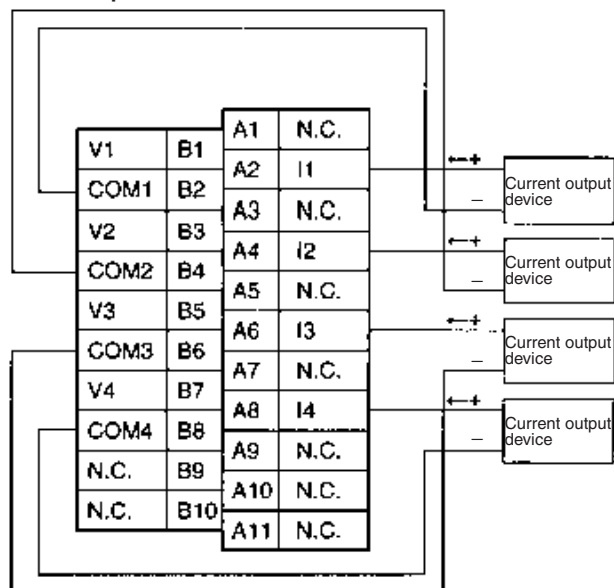 V1 B1
COM1 B2
V2 B3
COM2 B4
V3 B5
COM3 B6
V4 B7
COM4 B8
N.C. B9
N.C. B10
A1 N.C.
A2 I1
A3 N.C.
A4 I2
A5 N.C.
A6 I3
A7 N.C.
A8 I4
A9 N.C.
A10 N.C.
A11 N.C.
+
−
Current output
device
+
−
Current output
device
+
−
Current output
device
+
−
Current output
device